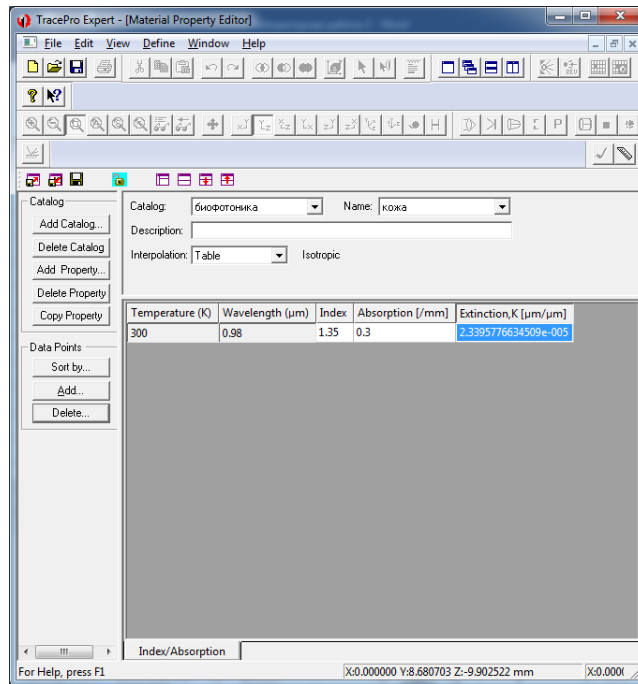 TracePro Expert - [Material Property Editor]
File Edit View Define Window Help
Catalog
Add Catalog...
Delete Catalog
Add Property...
Delete Property
Copy Property
Data Points
Sort by...
Add...
Delete...
Catalog: биофотоника Name: кожа
Description:
Interpolation: Table Isotropic
Temperature (K) Wavelength (µm) Index Absorption [/mm] Extinction,K [µm/µm]
300 0.98 1.35 0.3 2.3395776634509e-005
Index/Absorption
For Help, press F1 X:0.000000 Y:8.680703 Z:-9.902522 mm X:0.000(